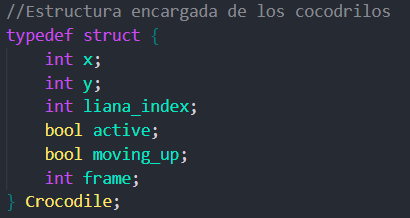 //Estructura encargada de los cocodrilos
typedef struct {
    int x;
    int y;
    int liana_index;
    bool active;
    bool moving_up;
    int frame;
} Crocodile;